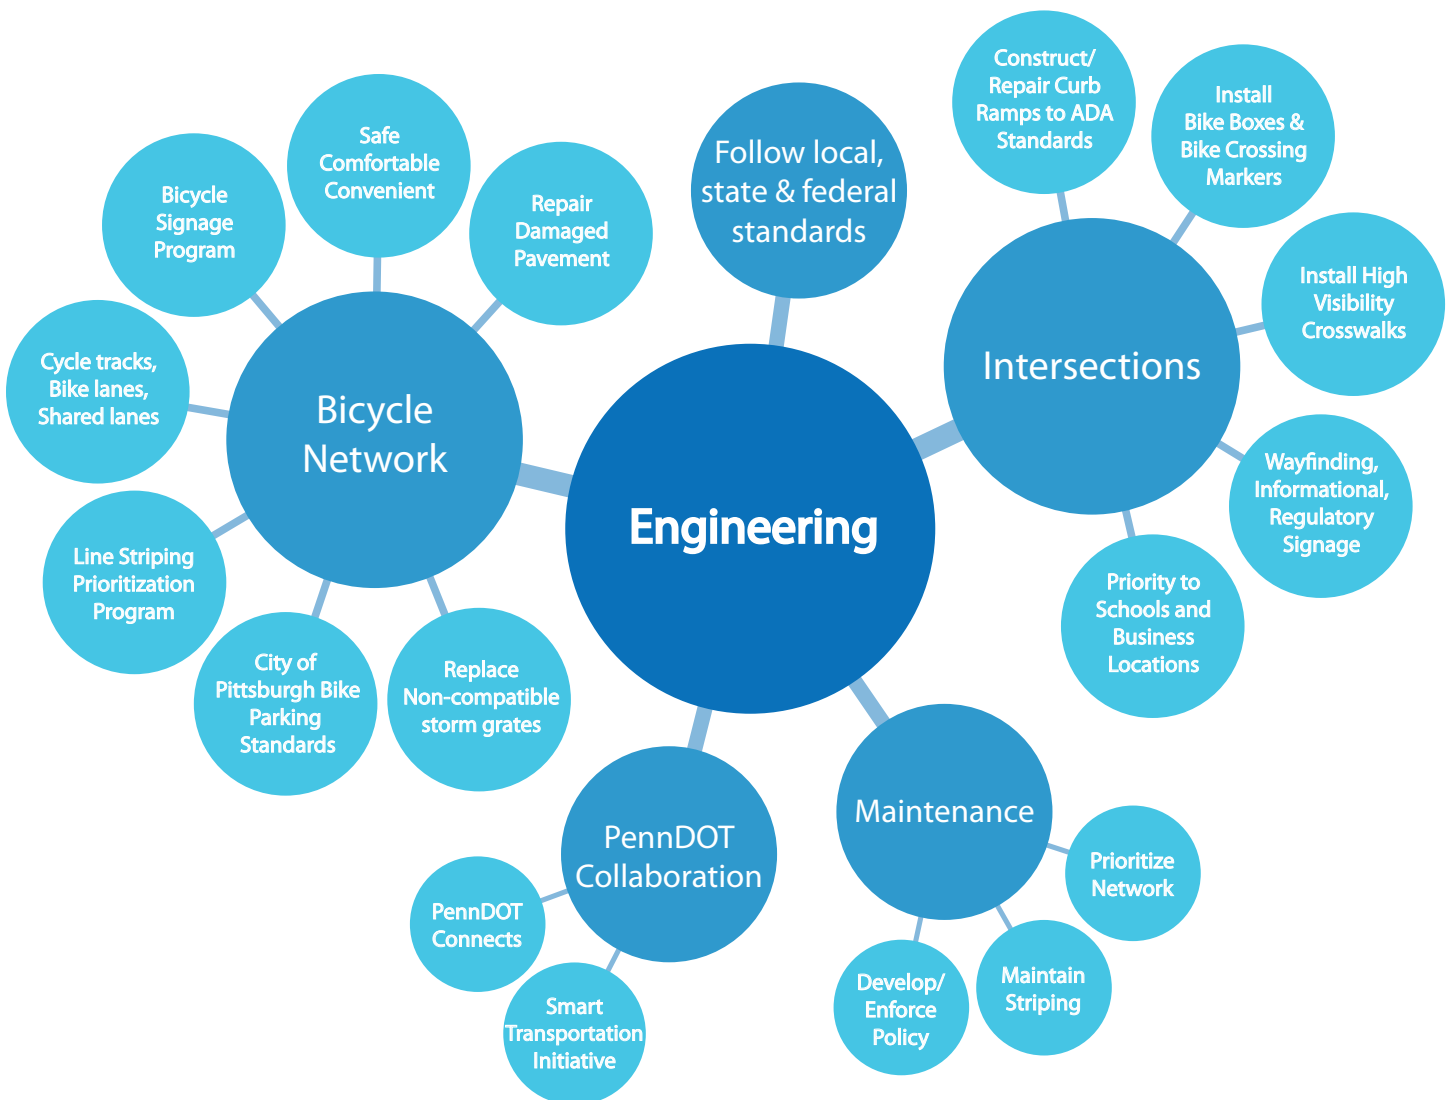 Engineering
Bicycle
Network
Safe
Comfortable
Convenient
Repair
Damaged
Pavement
Bicycle
Signage
Program
Cycle tracks,
Bike lanes,
Shared lanes
Line Striping
Prioritization
Program
City of
Pittsburgh Bike
Parking
Standards
Replace
Non-compatible
storm grates
Follow local,
state & federal
standards
Intersections
Construct/
Repair Curb
Ramps to ADA
Standards
Install
Bike Boxes &
Bike Crossing
Markers
Install High
Visibility
Crosswalks
Wayfinding,
Informational,
Regulatory
Signage
Priority to
Schools and
Business
Locations
Maintenance
Prioritize
Network
Maintain
Striping
Develop/
Enforce
Policy
PennDOT
Collaboration
PennDOT
Connects
Smart
Transportation
Initiative